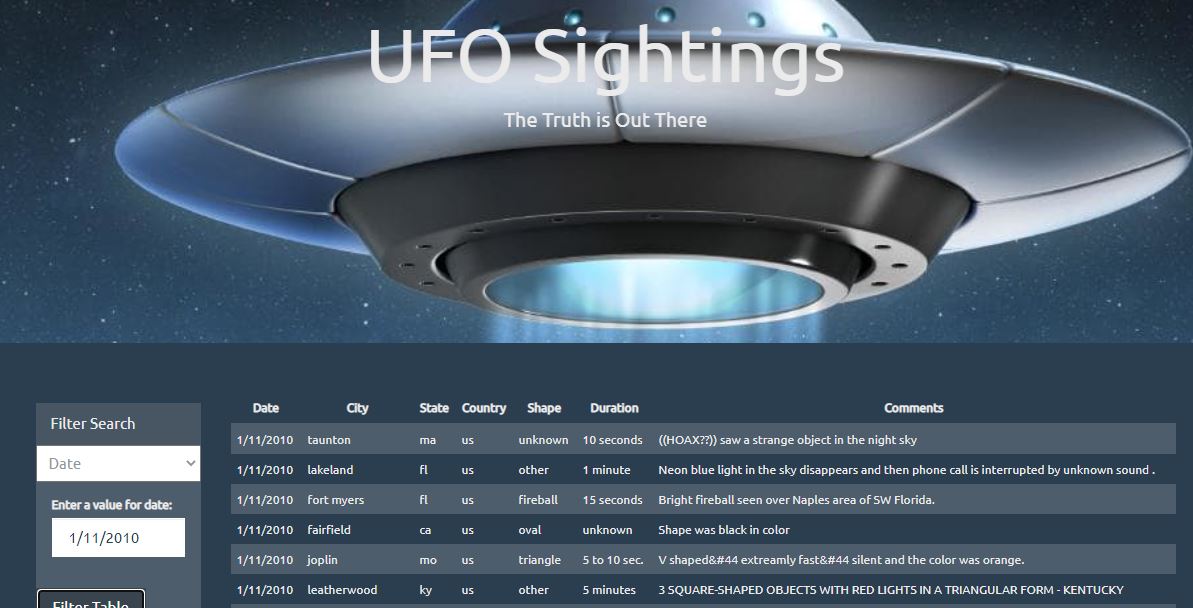 UFO Sightings
The Truth is Out There
Filter Search
Date
Enter a value for date:
1/11/2010
Filter Table
Date City State Country Shape Duration Comments
1/11/2010 taunton ma us unknown 10 seconds ((HOAX??)) saw a strange object in the night sky
1/11/2010 lakeland fl us other 1 minute Neon blue light in the sky disappears and then phone call is interrupted by unknown sound .
1/11/2010 fort myers fl us fireball 15 seconds Bright fireball seen over Naples area of SW Florida.
1/11/2010 fairfield ca us oval unknown Shape was black in color
1/11/2010 joplin mo us triangle 5 to 10 sec. V shaped&#44 extreamly fast&#44 silent and the color was orange.
1/11/2010 leatherwood ky us other 5 minutes 3 SQUARE-SHAPED OBJECTS WITH RED LIGHTS IN A TRIANGULAR FORM - KENTUCKY